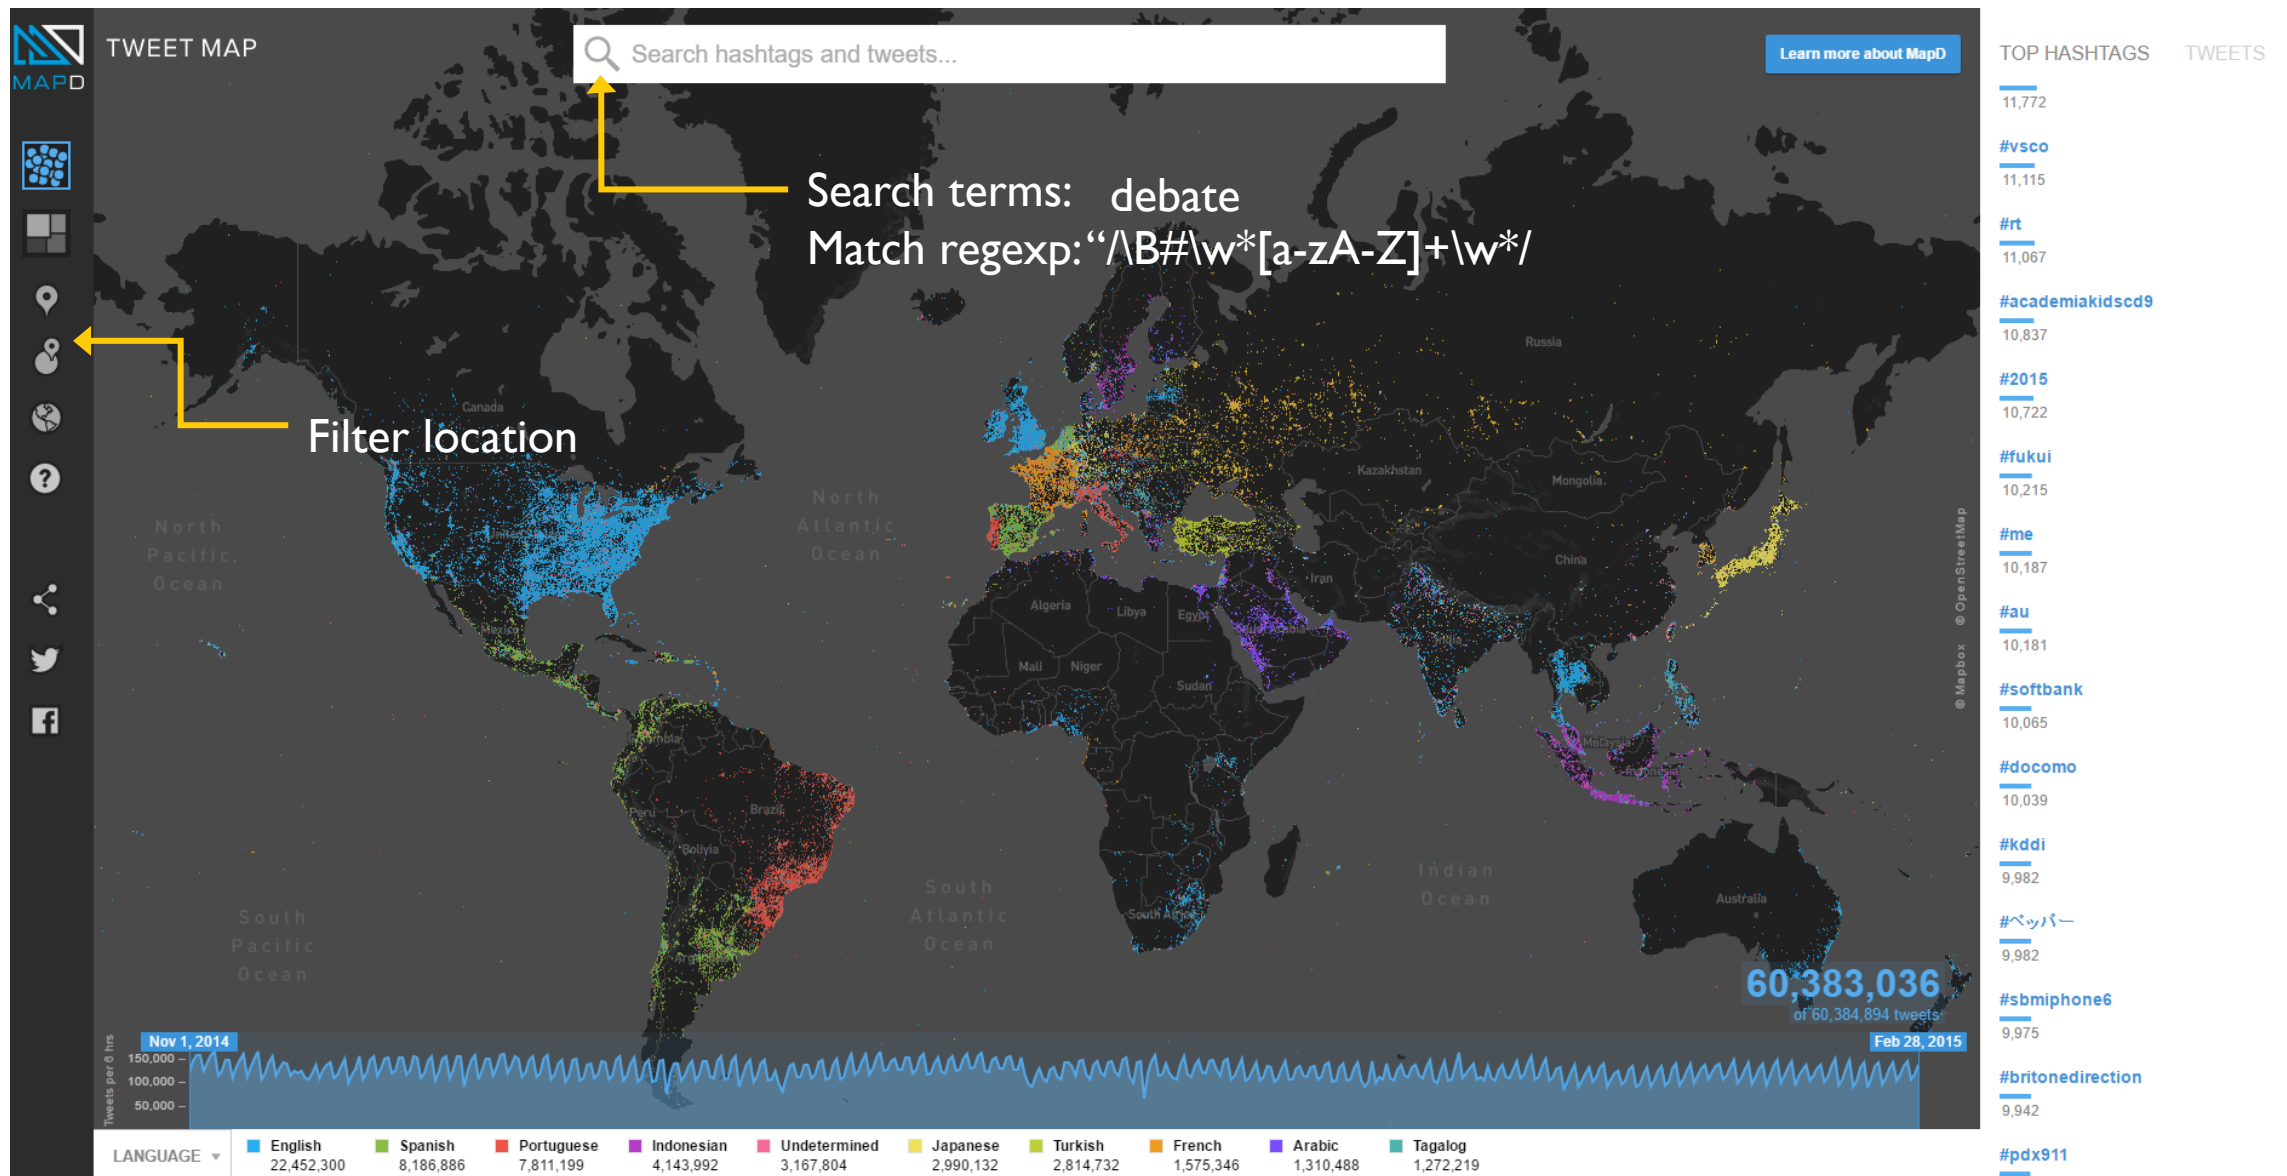 MAPD
TWEET MAP
Search hashtags and tweets...
Learn more about MapD
TOP HASHTAGS TWEETS
Search terms: debate
Match regexp: “/\B#\w*[a-zA-Z]+\w*/
Filter location
Canada
Russia
Kazakhstan
Mongolia
China
Iran
Algeria
Libya
Egypt
Mali
Niger
Sudan
Mexico
Brazil
Peru
Bolivia
Malaysia
Australia
North
Pacific
Ocean
North
Atlantic
Ocean
South
Pacific
Ocean
South
Atlantic
Ocean
Indian
Ocean
© Mapbox © OpenStreetMap
60,383,036
of 60,384,894 tweets
Nov 1, 2014
Feb 28, 2015
Tweets per 6 hrs
150,000
100,000
50,000
LANGUAGE
English
22,452,300
Spanish
8,186,886
Portuguese
7,811,199
Indonesian
4,143,992
Undetermined
3,167,804
Japanese
2,990,132
Turkish
2,814,732
French
1,575,346
Arabic
1,310,488
Tagalog
1,272,219
11,772
#vsco
11,115
#rt
11,067
#academiakidscd9
10,837
#2015
10,722
#fukui
10,215
#me
10,187
#au
10,181
#softbank
10,065
#docomo
10,039
#kddi
9,982
#ペッパー
9,982
#sbmiphone6
9,975
#britonedirection
9,942
#pdx911